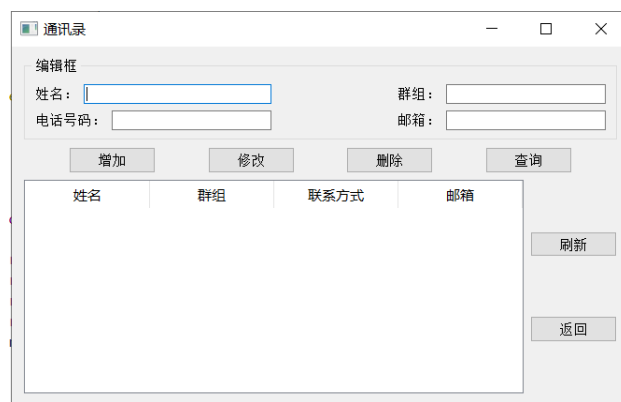 通讯录
编辑框
姓名： 群组：
电话号码： 邮箱：
增加 修改 删除 查询
姓名 群组 联系方式 邮箱
刷新
返回